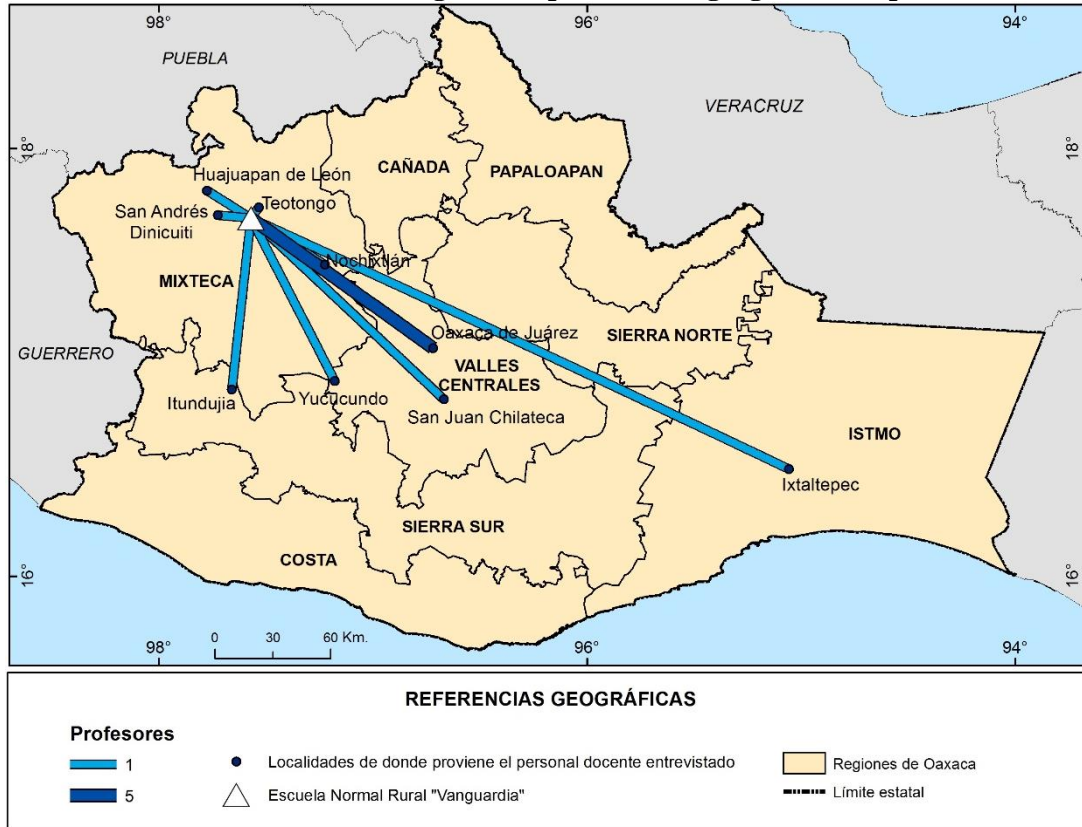 98°
96°
94°
PUEBLA
VERACRUZ
18°
18°
CAÑADA
PAPALOAPAN
Huajuapan de León
Teotongo
San Andrés
Dinicuiti
Nochixtlán
MIXTECA
Oaxaca de Juárez
SIERRA NORTE
GUERRERO
VALLES
CENTRALES
Itundujia
Yucucundo
San Juan Chilateca
ISTMO
Ixtaltepec
SIERRA SUR
COSTA
16°
16°
0 30 60 Km.
98°
96°
94°
REFERENCIAS GEOGRÁFICAS
Profesores
1
5
Localidades de donde proviene el personal docente entrevistado
Escuela Normal Rural "Vanguardia"
Regiones de Oaxaca
Límite estatal